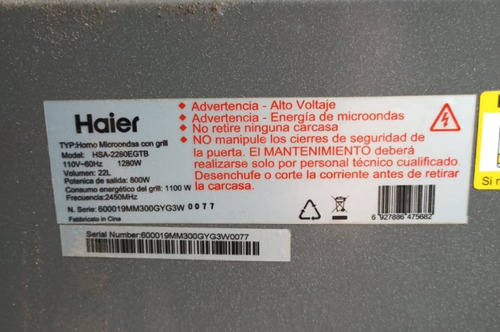 Haier
TYP:Horno Microondas con grill
Model: HSA-2280EGTB
110V~60Hz 1280W
Volumen: 22L
Potenica de salida: 800W
Consumo energético del grill: 1100 W
Frecuencia:2450MHz
N. Serie: 600019MM300GYG3W 0077
Fabbricato in Cina
Advertencia - Alto Voltaje
Advertencia - Energía de microondas
No retire ninguna carcasa
NO manipule los cierres de seguridad de
la puerta. El MANTENIMIENTO deberá
realizarse solo por personal técnico cualificado.
Desenchufe o corte la corriente antes de retirar
la carcasa.
6 927886 475682
Serial Number:600019MM300GYG3W0077
Si